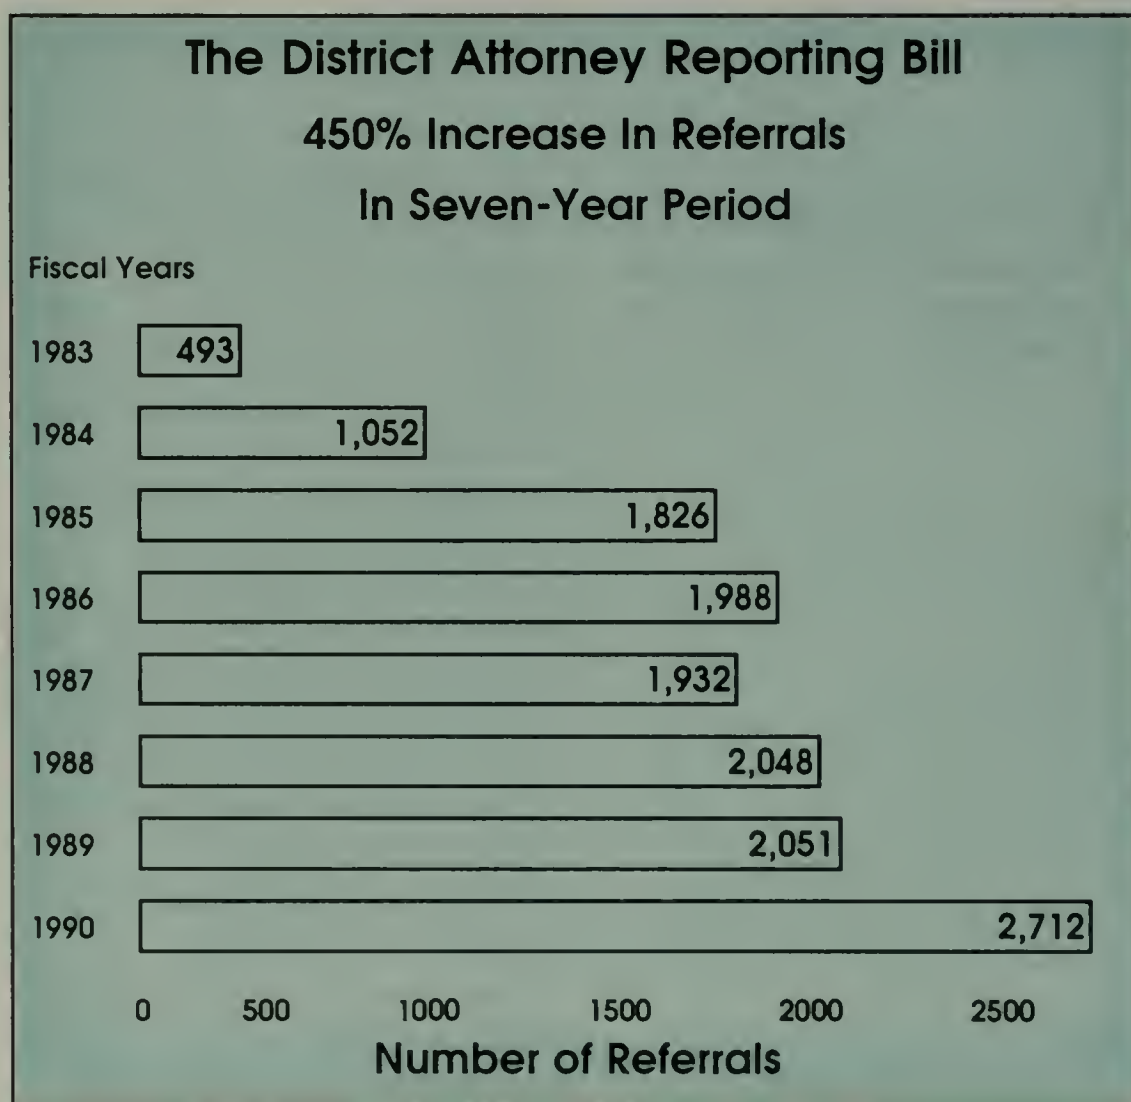 The District Attorney Reporting Bill
450% Increase In Referrals
In Seven-Year Period
Fiscal Years
1983 493
1984 1,052
1985 1,826
1986 1,988
1987 1,932
1988 2,048
1989 2,051
1990 2,712
0 500 1000 1500 2000 2500
Number of Referrals